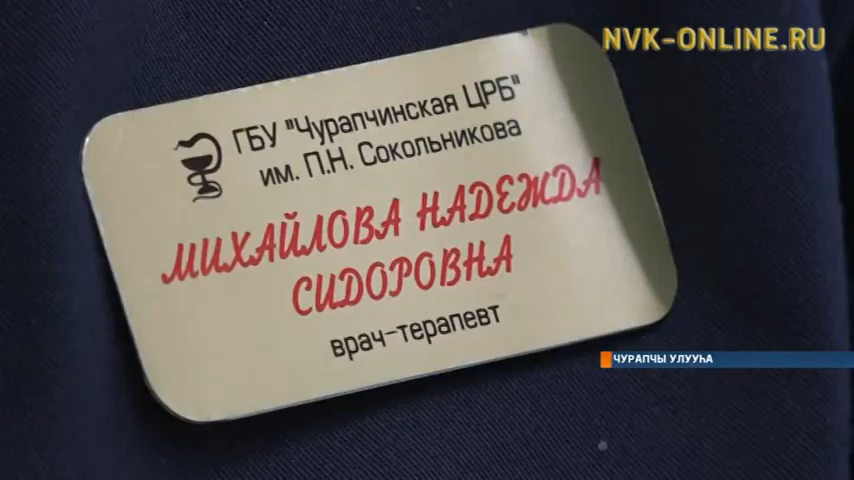 NVK-ONLINE.RU
ГБУ "Чурапчинская ЦРБ"
им. П.Н. Сокольникова
МИХАЙЛОВА НАДЕЖДА
СИДОРОВНА
врач-терапевт
ЧУРАПЧЫ УЛУУҺА